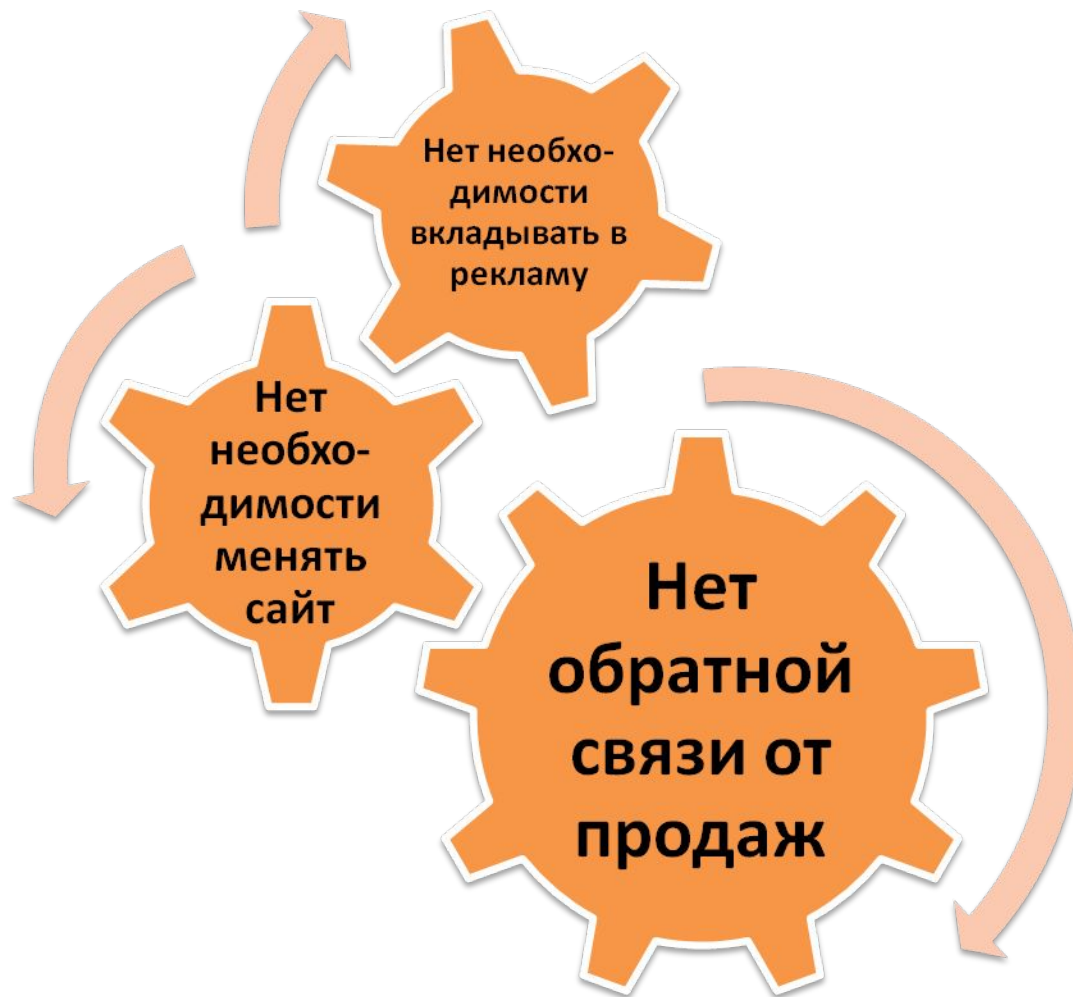 Нет необхо-
димости
вкладывать в
рекламу
Нет
необхо-
димости
менять
сайт
Нет
обратной
связи от
продаж